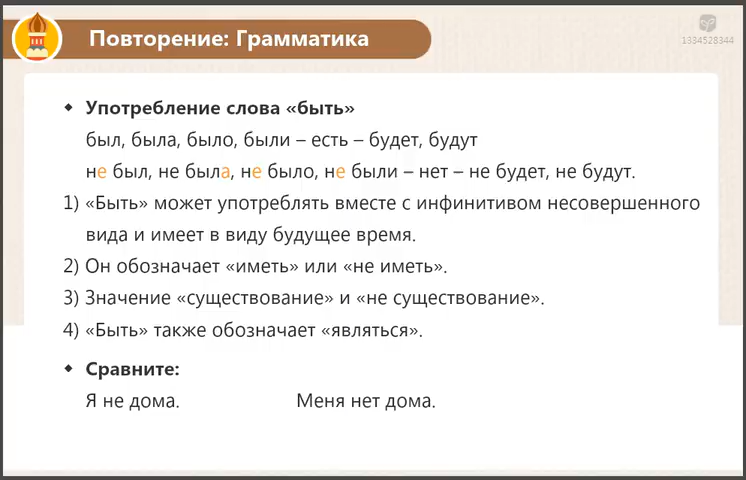 Повторение: Грамматика
1334528344
◆ Употребление слова «быть»
был, была, было, были – есть – будет, будут
не был, не была, не было, не были – нет – не будет, не будут.
1) «Быть» может употреблять вместе с инфинитивом несовершенного
вида и имеет в виду будущее время.
2) Он обозначает «иметь» или «не иметь».
3) Значение «существование» и «не существование».
4) «Быть» также обозначает «являться».
◆ Сравните:
Я не дома. Меня нет дома.